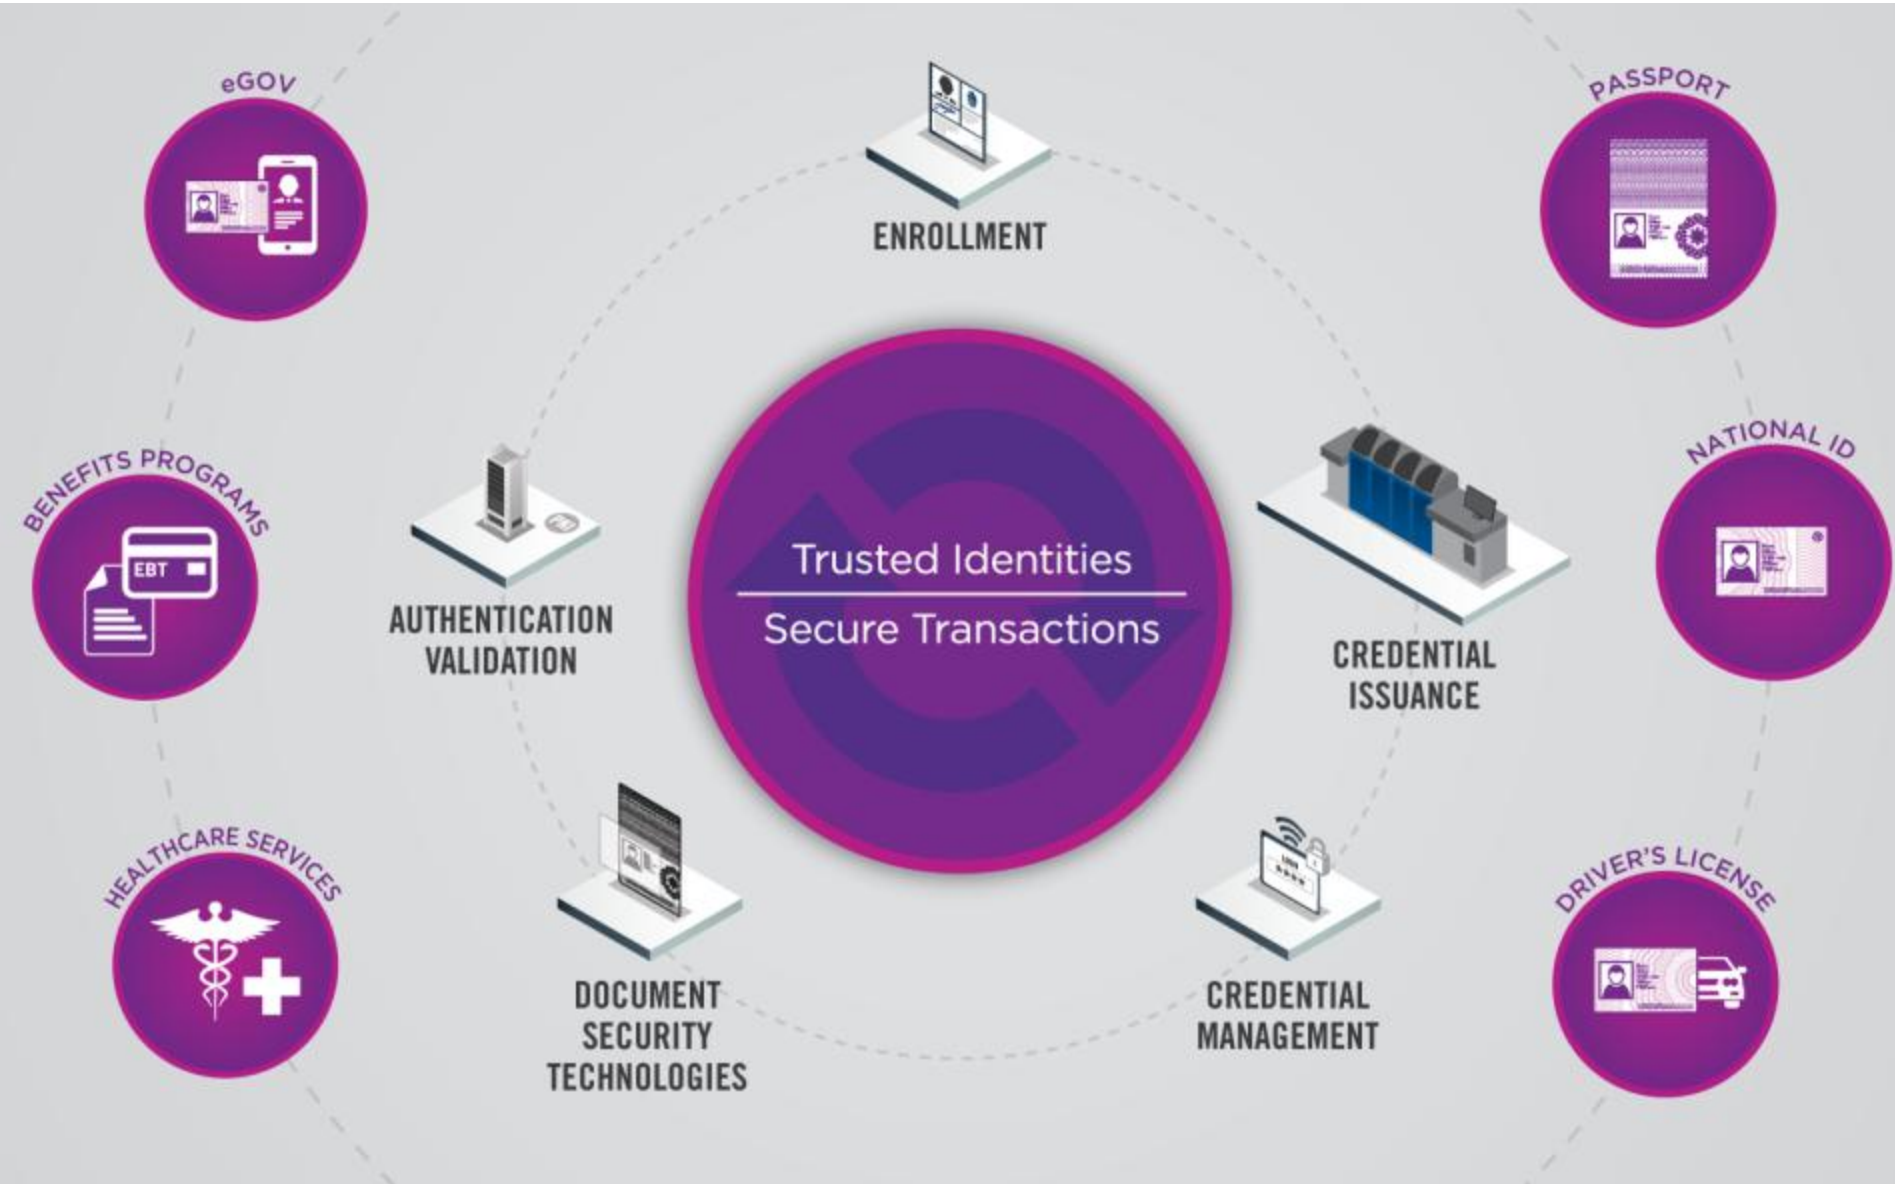 eGOV
PASSPORT
ENROLLMENT
BENEFITS PROGRAMS
EBT
NATIONAL ID
AUTHENTICATION
VALIDATION
Trusted Identities
Secure Transactions
CREDENTIAL
ISSUANCE
HEALTHCARE SERVICES
DRIVER'S LICENSE
DOCUMENT
SECURITY
TECHNOLOGIES
CREDENTIAL
MANAGEMENT